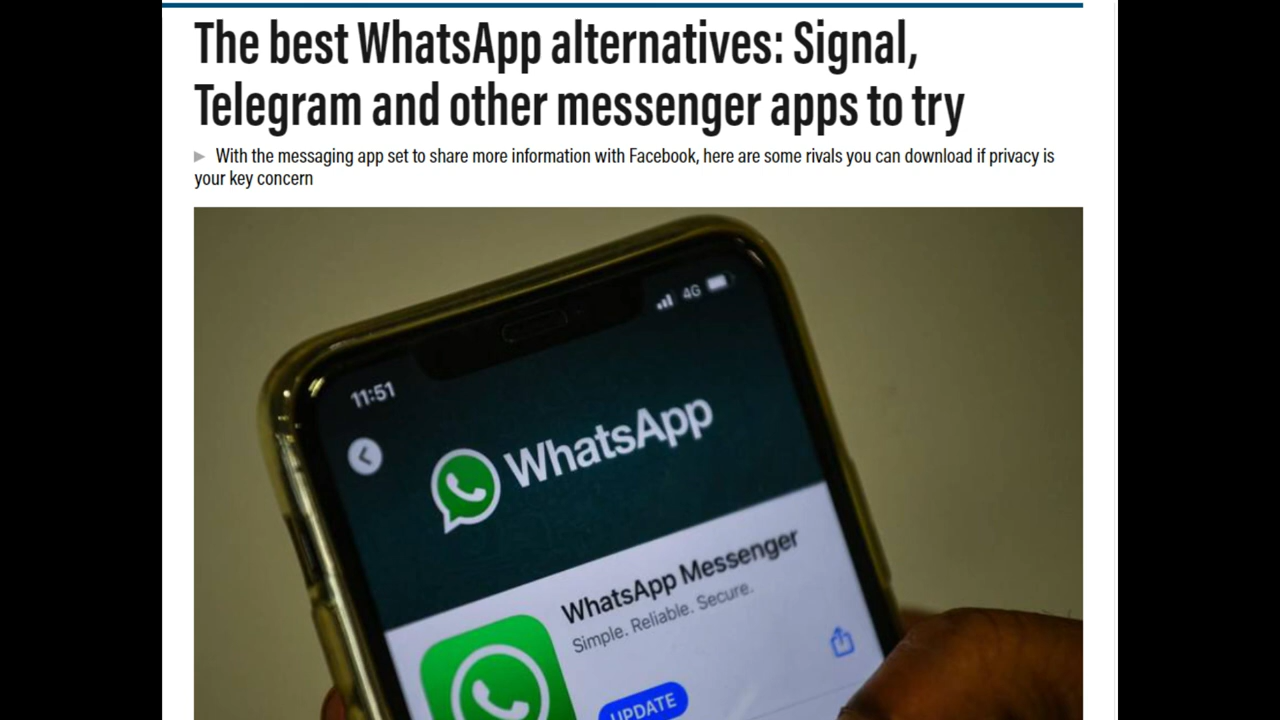 The best WhatsApp alternatives: Signal,
Telegram and other messenger apps to try
With the messaging app set to share more information with Facebook, here are some rivals you can download if privacy is
your key concern
4G
11:51
WhatsApp
WhatsApp Messenger
Simple. Reliable. Secure.
UPDATE